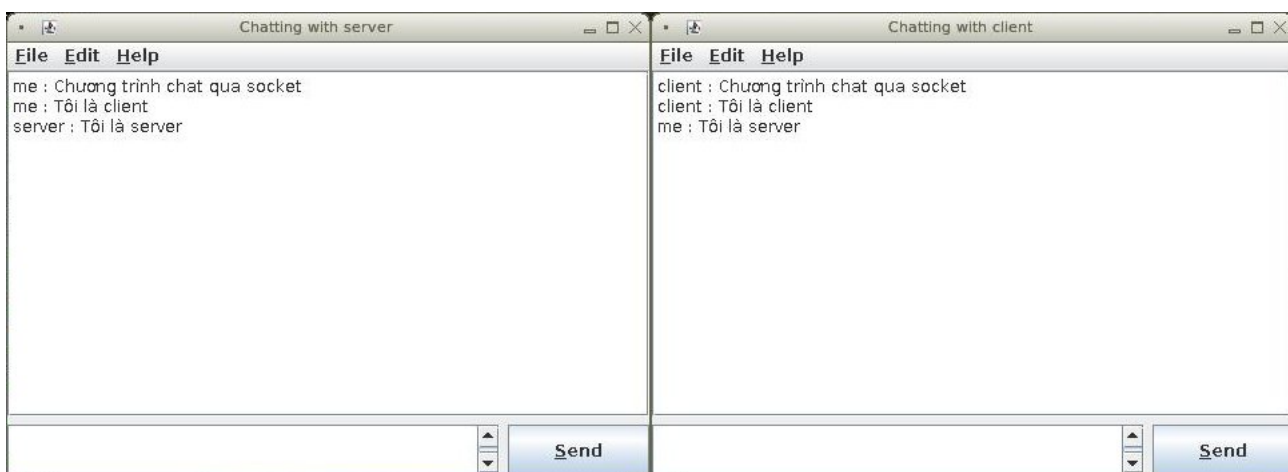 Chatting with server
File Edit Help
me : Chương trình chat qua socket
me : Tôi là client
server : Tôi là server
Send
Chatting with client
File Edit Help
client : Chương trình chat qua socket
client : Tôi là client
me : Tôi là server
Send